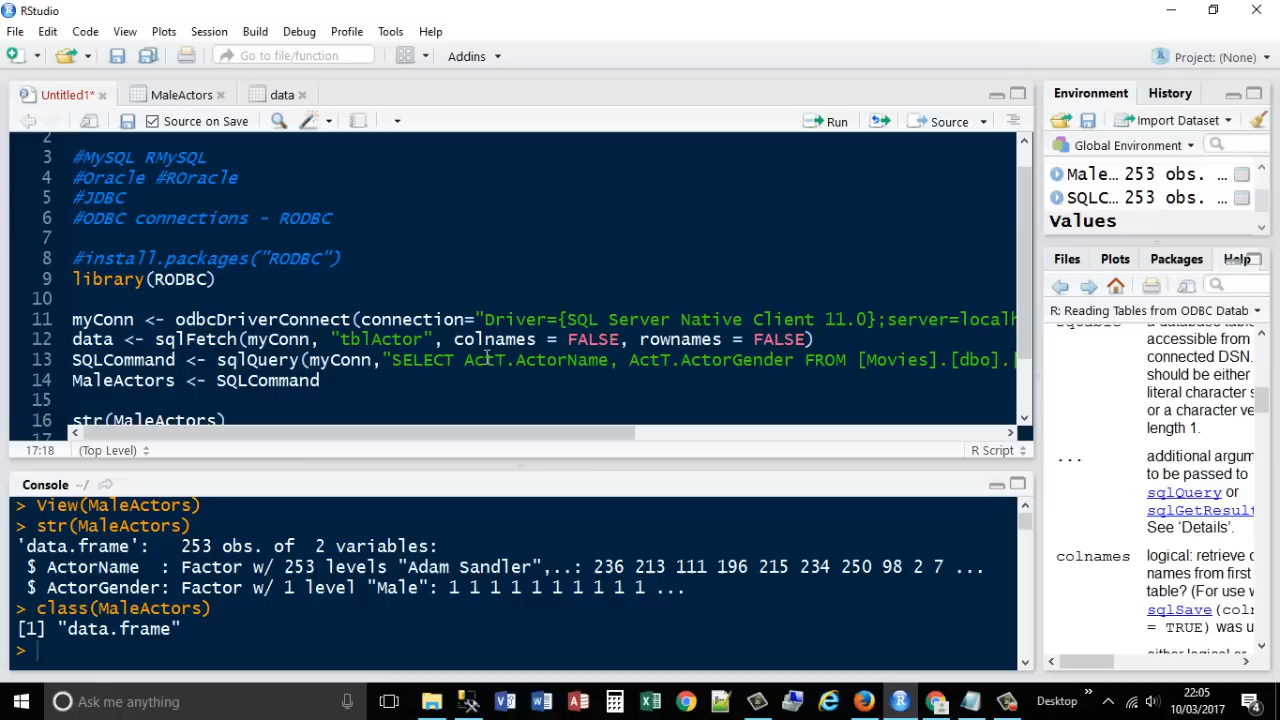 RStudio
File Edit Code View Plots Session Build Debug Profile Tools Help
Go to file/function Addins Project: (None)
Untitled1* MaleActors data
Source on Save Run Source
2
3 #MySQL RMySQL
4 #Oracle #ROracle
5 #JDBC
6 #ODBC connections - RODBC
7
8 #install.packages("RODBC")
9 library(RODBC)
10
11 myConn <- odbcDriverConnect(connection="Driver={SQL Server Native Client 11.0};server=localh
12 data <- sqlFetch(myConn, "tblActor", colnames = FALSE, rownames = FALSE)
13 SQLCommand <- sqlQuery(myConn,"SELECT ActT.ActorName, ActT.ActorGender FROM [Movies].[dbo].[
14 MaleActors <- SQLCommand
15
16 str(MaleActors)
17
17:18 (Top Level) R Script
Console ~/
> View(MaleActors)
> str(MaleActors)
'data.frame': 253 obs. of 2 variables:
$ ActorName : Factor w/ 253 levels "Adam Sandler",..: 236 213 111 196 215 234 250 98 2 7 ...
$ ActorGender: Factor w/ 1 level "Male": 1 1 1 1 1 1 1 1 1 1 ...
> class(MaleActors)
[1] "data.frame"
>
Environment History
Import Dataset
Global Environment
Male... 253 obs. ...
SQLC... 253 obs. ...
Values
Files Plots Packages Help
R: Reading Tables from ODBC Datab
a database table
accessible from
connected DSN.
should be either
literal character s
or a character ve
length 1.
... additional argum
to be passed to
sqlQuery or
sqlGetResult
See ‘Details’.
colnames logical: retrieve c
names from first
table? (For use w
sqlSave(coln
= TRUE) was u
either logical or
Ask me anything
Desktop
22:05
10/03/2017
4